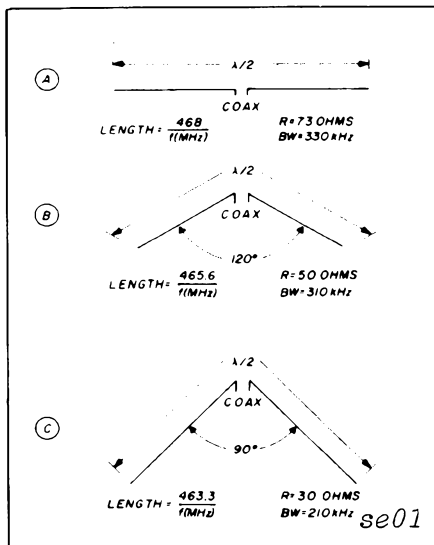 A
λ/2
COAX
LENGTH = 468 / f(MHz)
R = 73 OHMS
BW = 330 kHz
B
λ/2
COAX
120°
LENGTH = 465.6 / f(MHz)
R = 50 OHMS
BW = 310 kHz
C
λ/2
COAX
90°
LENGTH = 463.3 / f(MHz)
R = 30 OHMS
BW = 210 kHz
se01